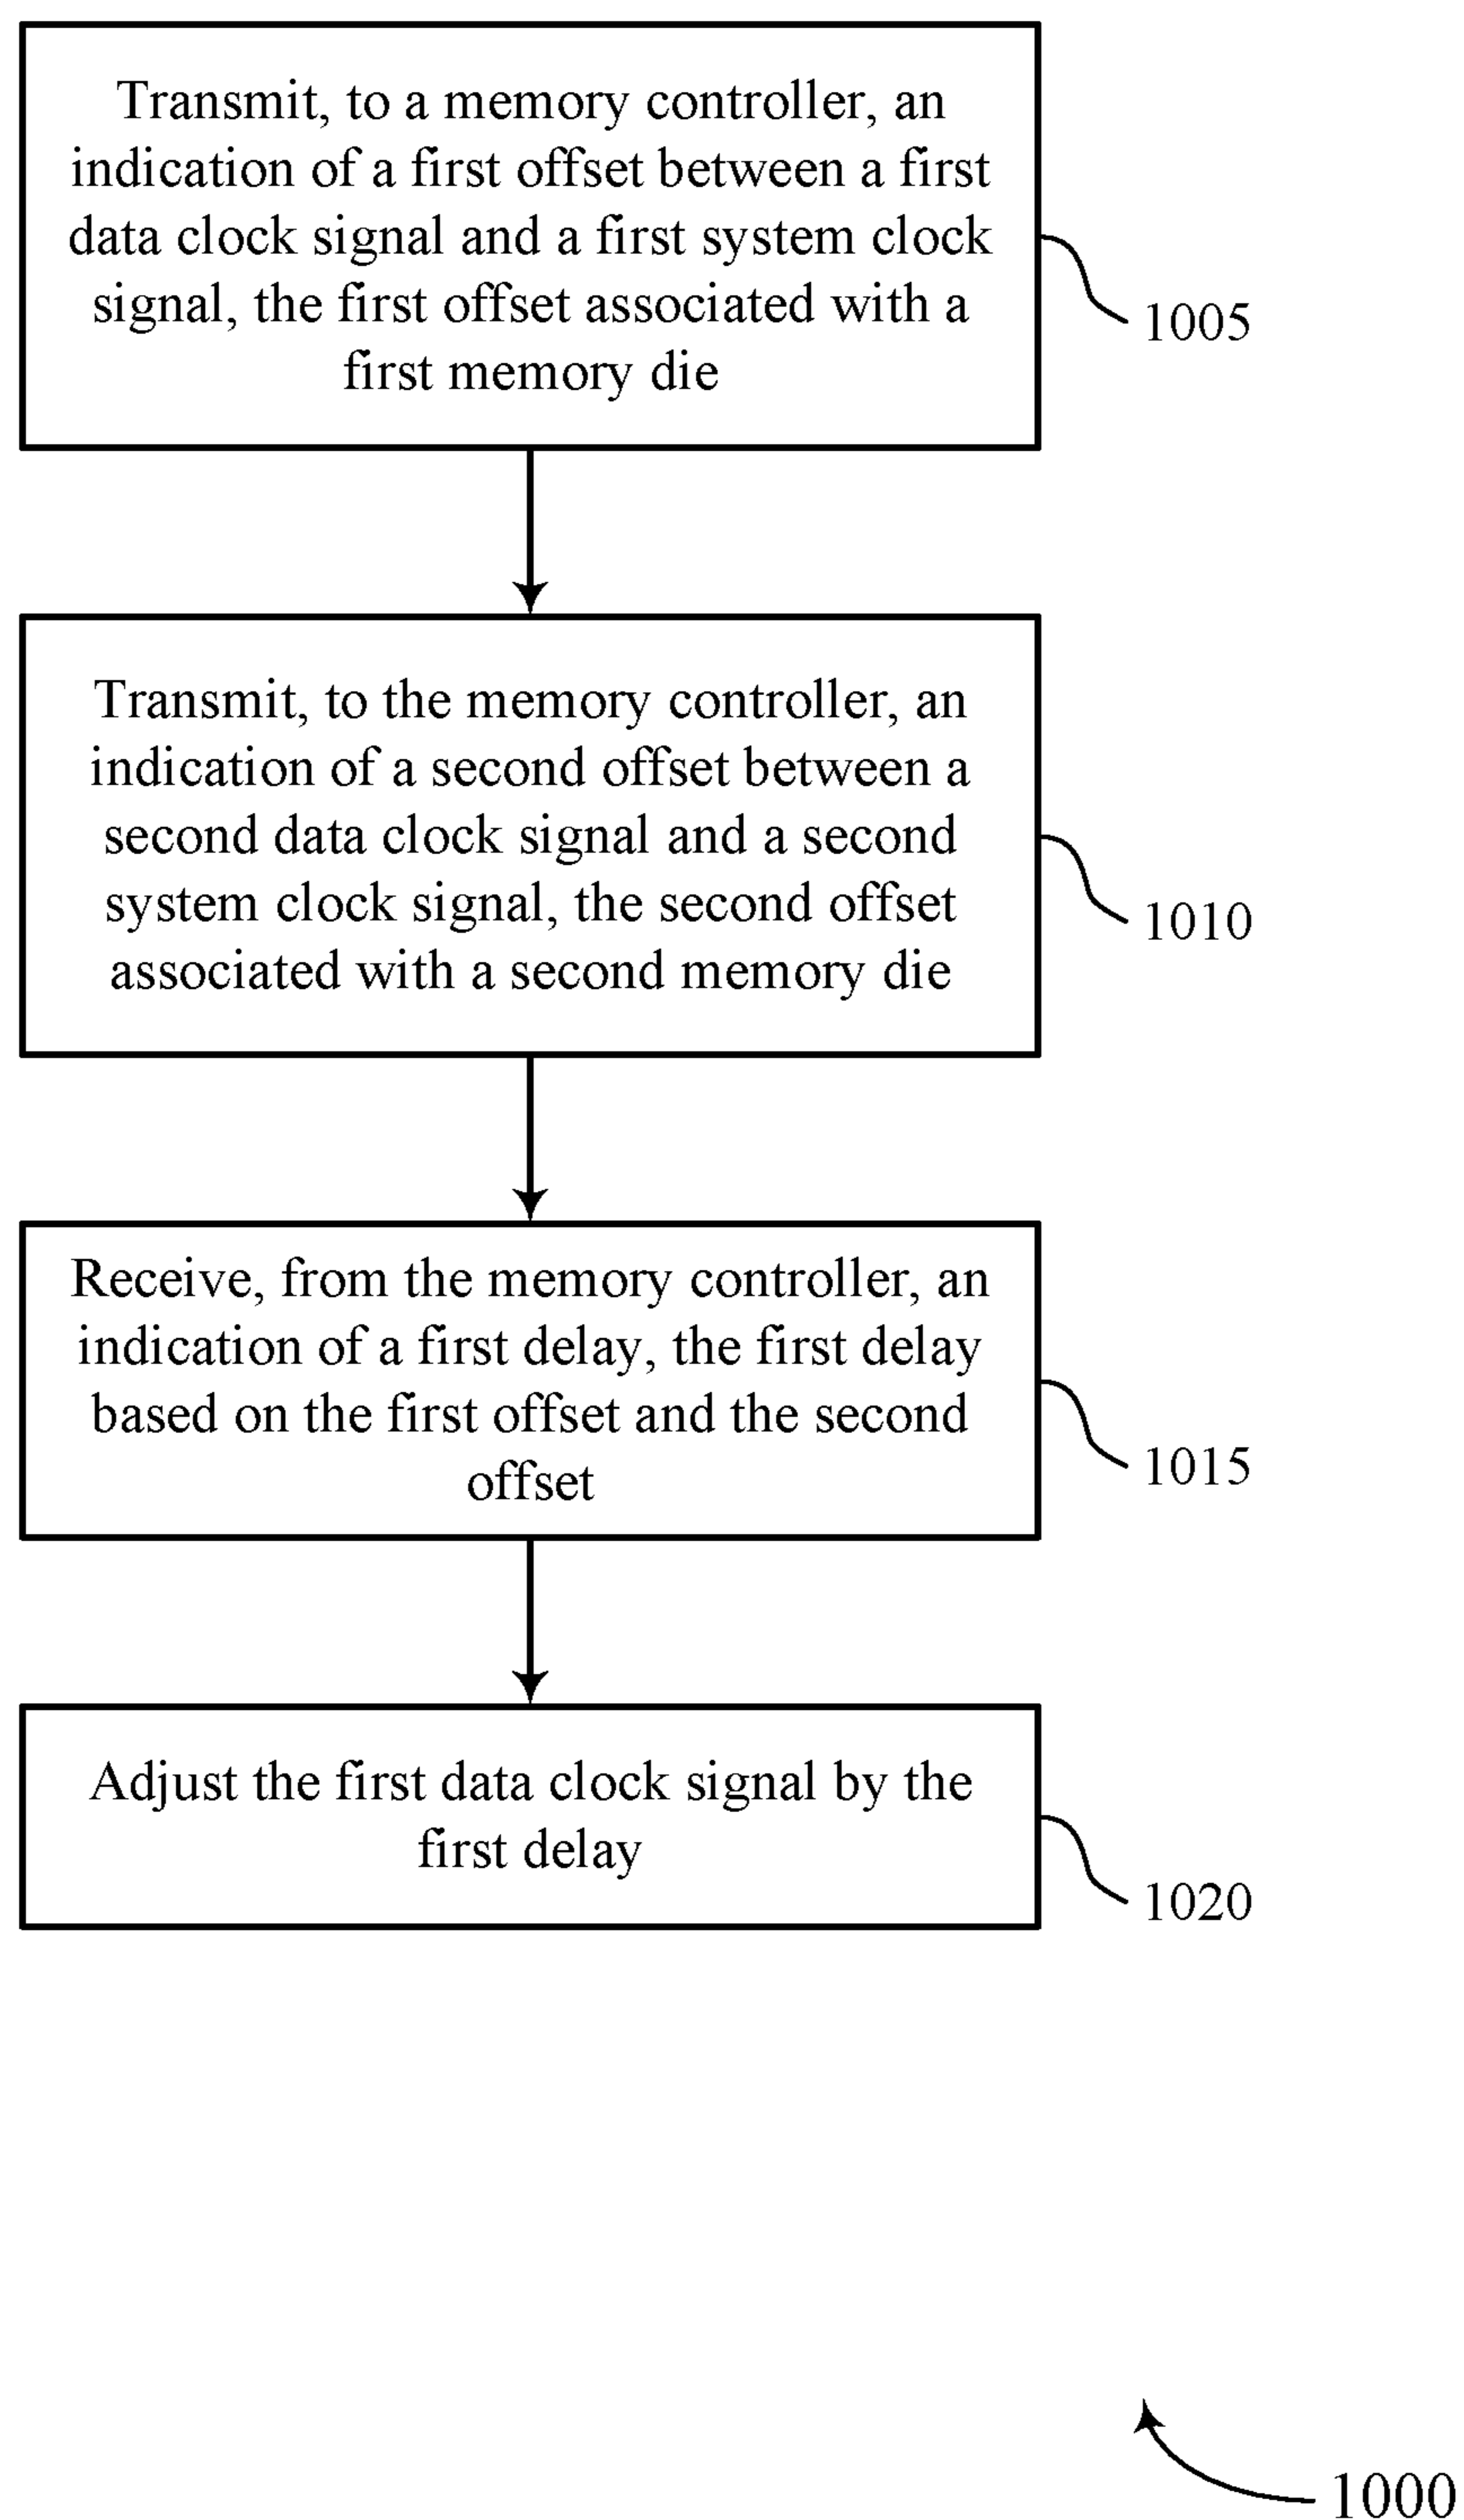 Transmit, to a memory controller, an
indication of a first offset between a first
data clock signal and a first system clock
signal, the first offset associated with a
first memory die
1005
Transmit, to the memory controller, an
indication of a second offset between a
second data clock signal and a second
system clock signal, the second offset
associated with a second memory die
1010
Receive, from the memory controller, an
indication of a first delay, the first delay
based on the first offset and the second
offset
1015
Adjust the first data clock signal by the
first delay
1020
1000